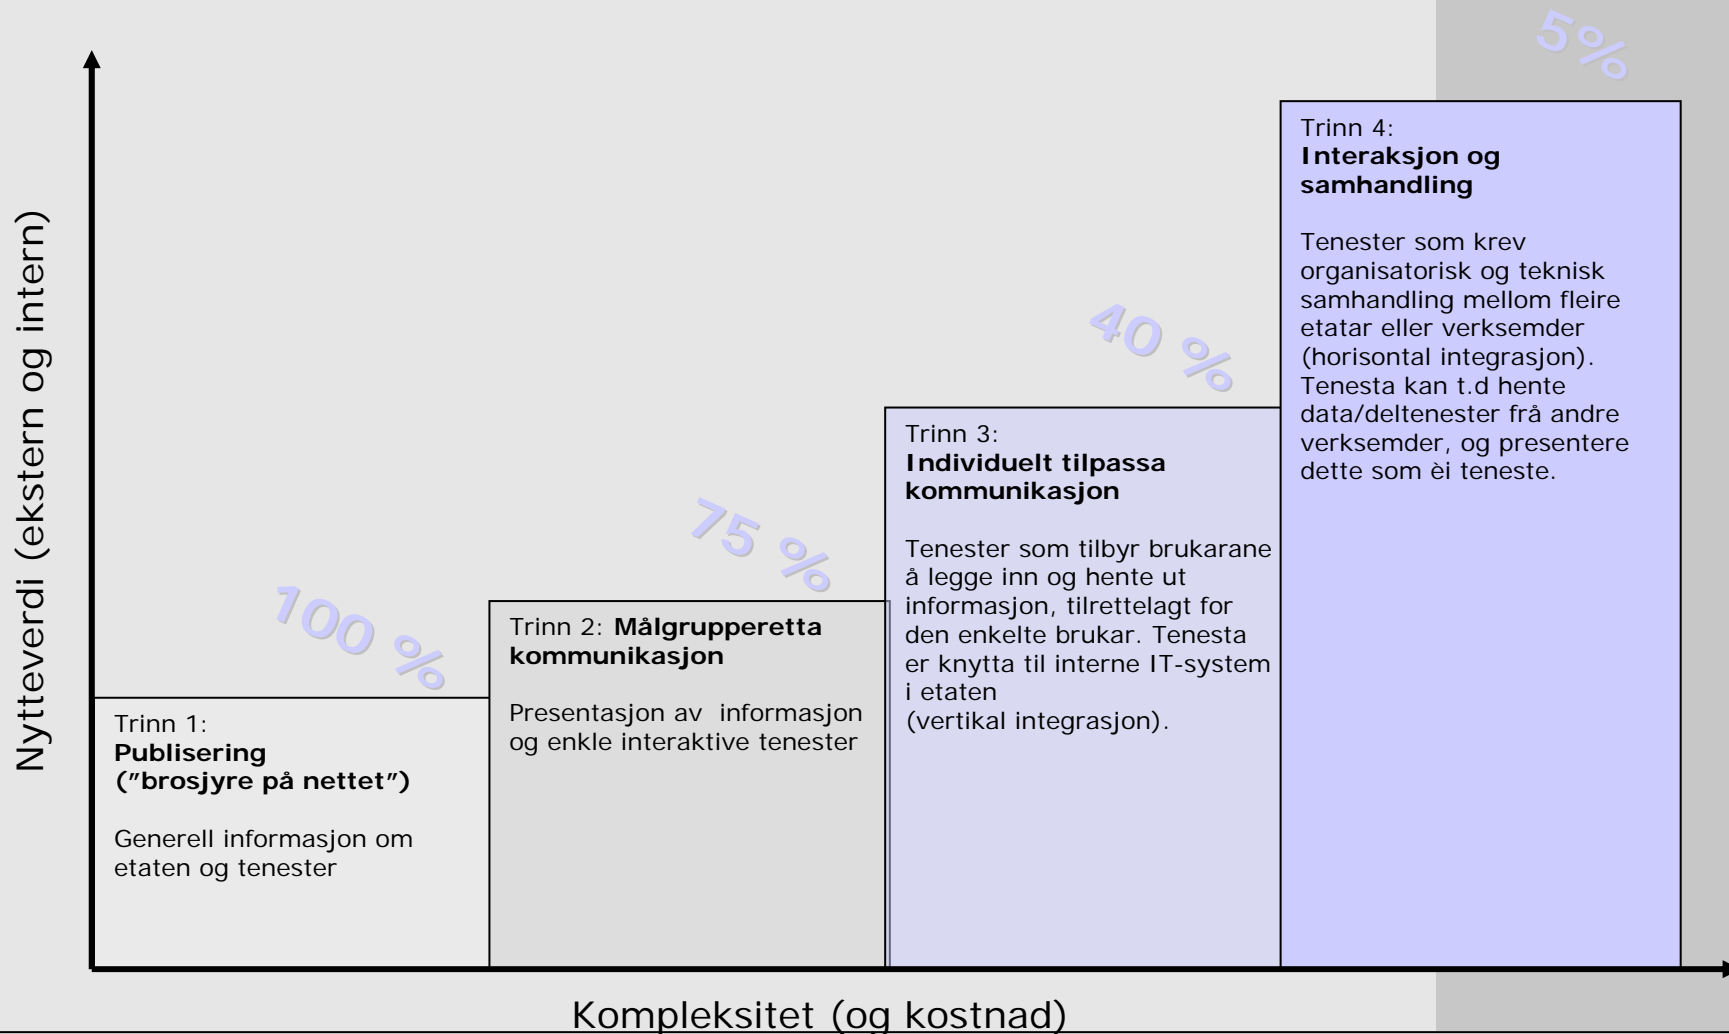 5%
Nytteverdi (ekstern og intern)
100 %
Trinn 1:
Publisering
(”brosjyre på nettet”)
Generell informasjon om
etaten og tenester
75 %
Trinn 2: Målgrupperetta
kommunikasjon
Presentasjon av  informasjon
og enkle interaktive tenester
40 %
Trinn 3:
Individuelt tilpassa
kommunikasjon
Tenester som tilbyr brukarane
å legge inn og hente ut
informasjon, tilrettelagt for
den enkelte brukar. Tenesta
er knytta til interne IT-system
i etaten
(vertikal integrasjon).
Trinn 4:
Interaksjon og
samhandling
Tenester som krev
organisatorisk og teknisk
samhandling mellom fleire
etatar eller verksemder
(horisontal integrasjon).
Tenesta kan t.d hente
data/deltenester frå andre
verksemder, og presentere
dette som èi teneste.
Kompleksitet (og kostnad)